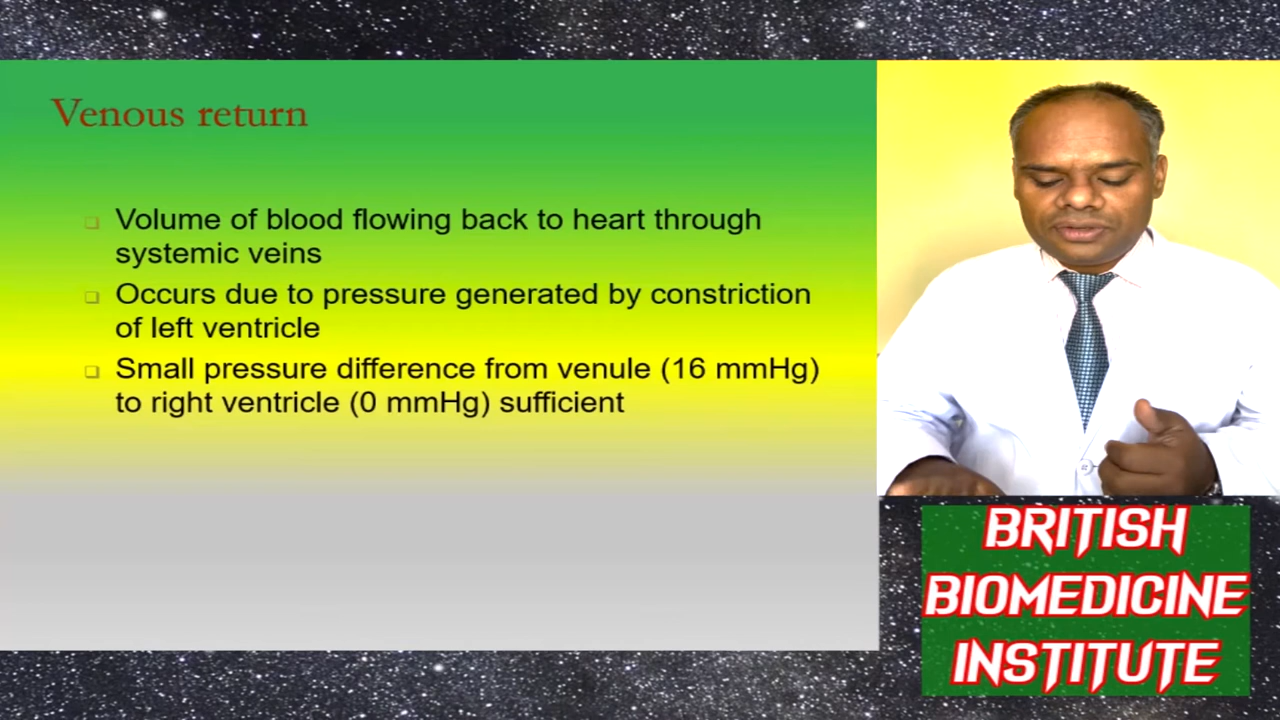 Venous return
Volume of blood flowing back to heart through
systemic veins
Occurs due to pressure generated by constriction
of left ventricle
Small pressure difference from venule (16 mmHg)
to right ventricle (0 mmHg) sufficient
BRITISH
BIOMEDICINE
INSTITUTE